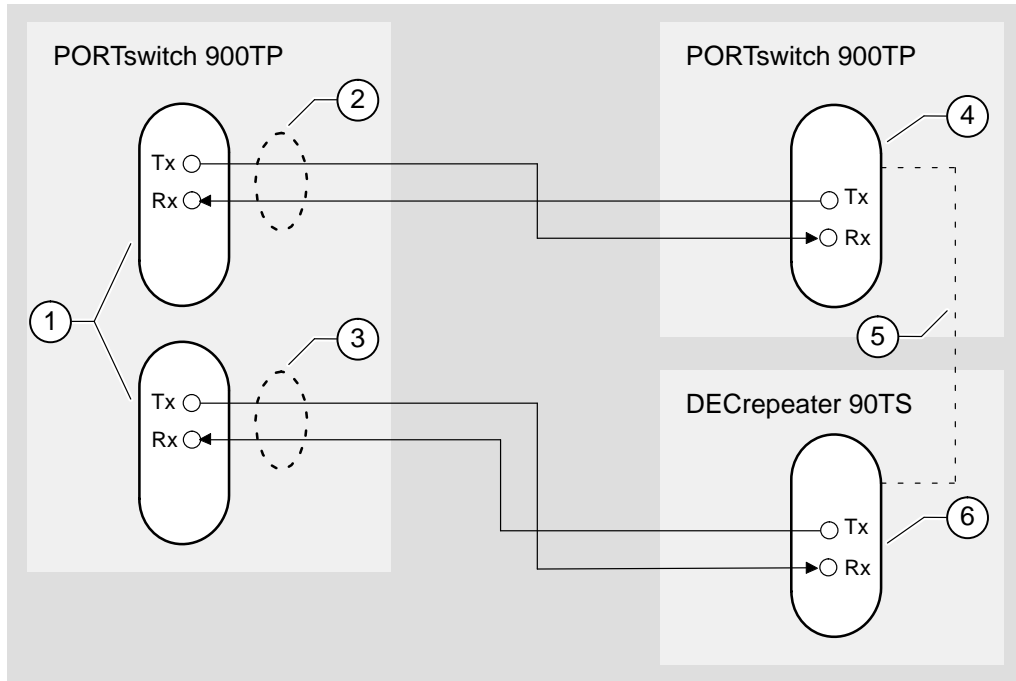 PORTswitch 900TP
PORTswitch 900TP
2
4
Tx
Rx
Tx
Rx
1
5
3
DECrepeater 90TS
Tx
Rx
6
Tx
Rx